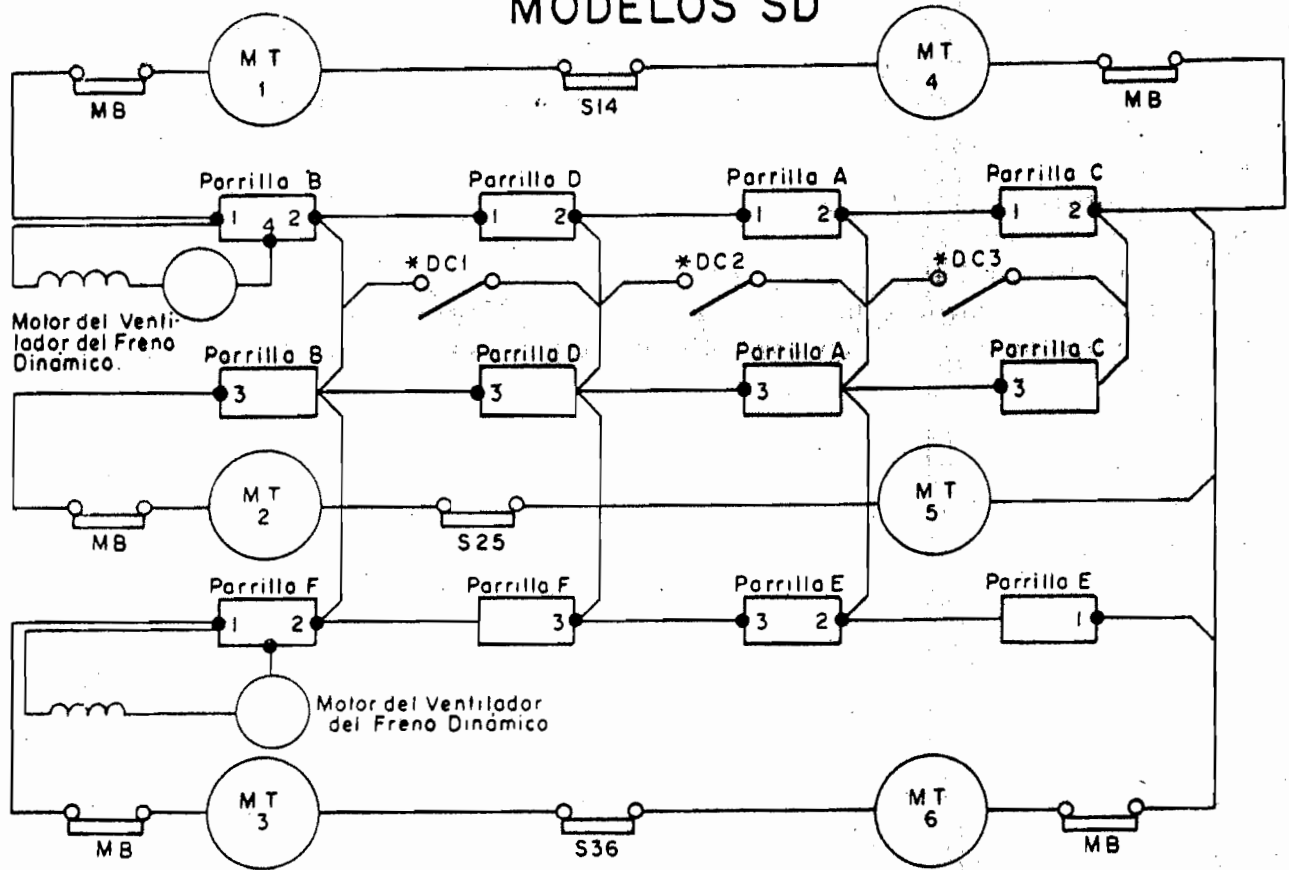 MODELOS SD
MT
1
MT
4
MB
S14
MB
Parrilla B
Parrilla D
Parrilla A
Parrilla C
1 4 2
1 2
1 2
1 2
*DC1
*DC2
*DC3
Motor del Venti-
lador del Freno
Dinámico.
Parrilla B
Parrilla D
Parrilla A
Parrilla C
3
3
3
3
MT
2
MT
5
MB
S25
Parrilla F
Parrilla F
Parrilla E
Parrilla E
1 2
3
3 2
1
Motor del Ventilador
del Freno Dinámico
MT
3
MT
6
MB
S36
MB